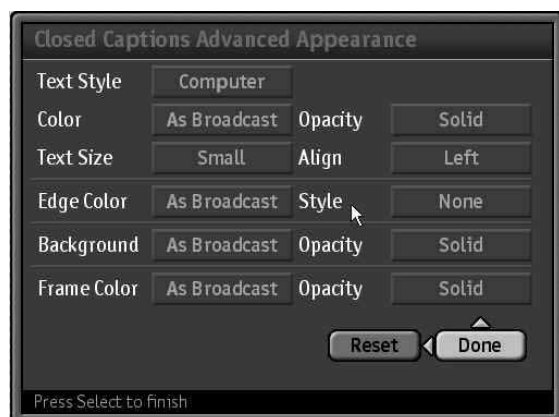 Closed Captions Advanced Appearance
Text Style Computer
Color As Broadcast Opacity Solid
Text Size Small Align Left
Edge Color As Broadcast Style None
Background As Broadcast Opacity Solid
Frame Color As Broadcast Opacity Solid
Reset Done
Press Select to finish